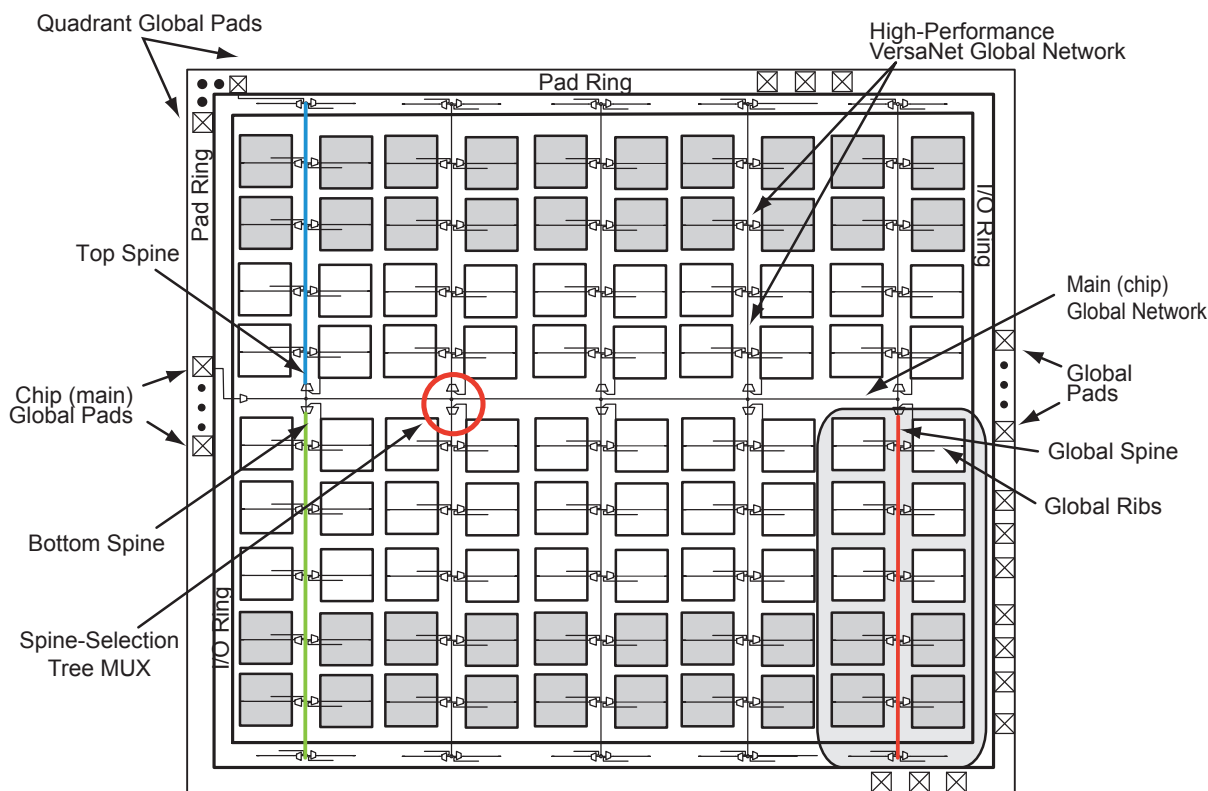 Quadrant Global Pads
High-Performance
VersaNet Global Network
Pad Ring
Pad Ring
I/O Ring
Top Spine
Main (chip)
Global Network
Chip (main)
Global Pads
Global
Pads
Global Spine
Global Ribs
Bottom Spine
I/O Ring
Spine-Selection
Tree MUX